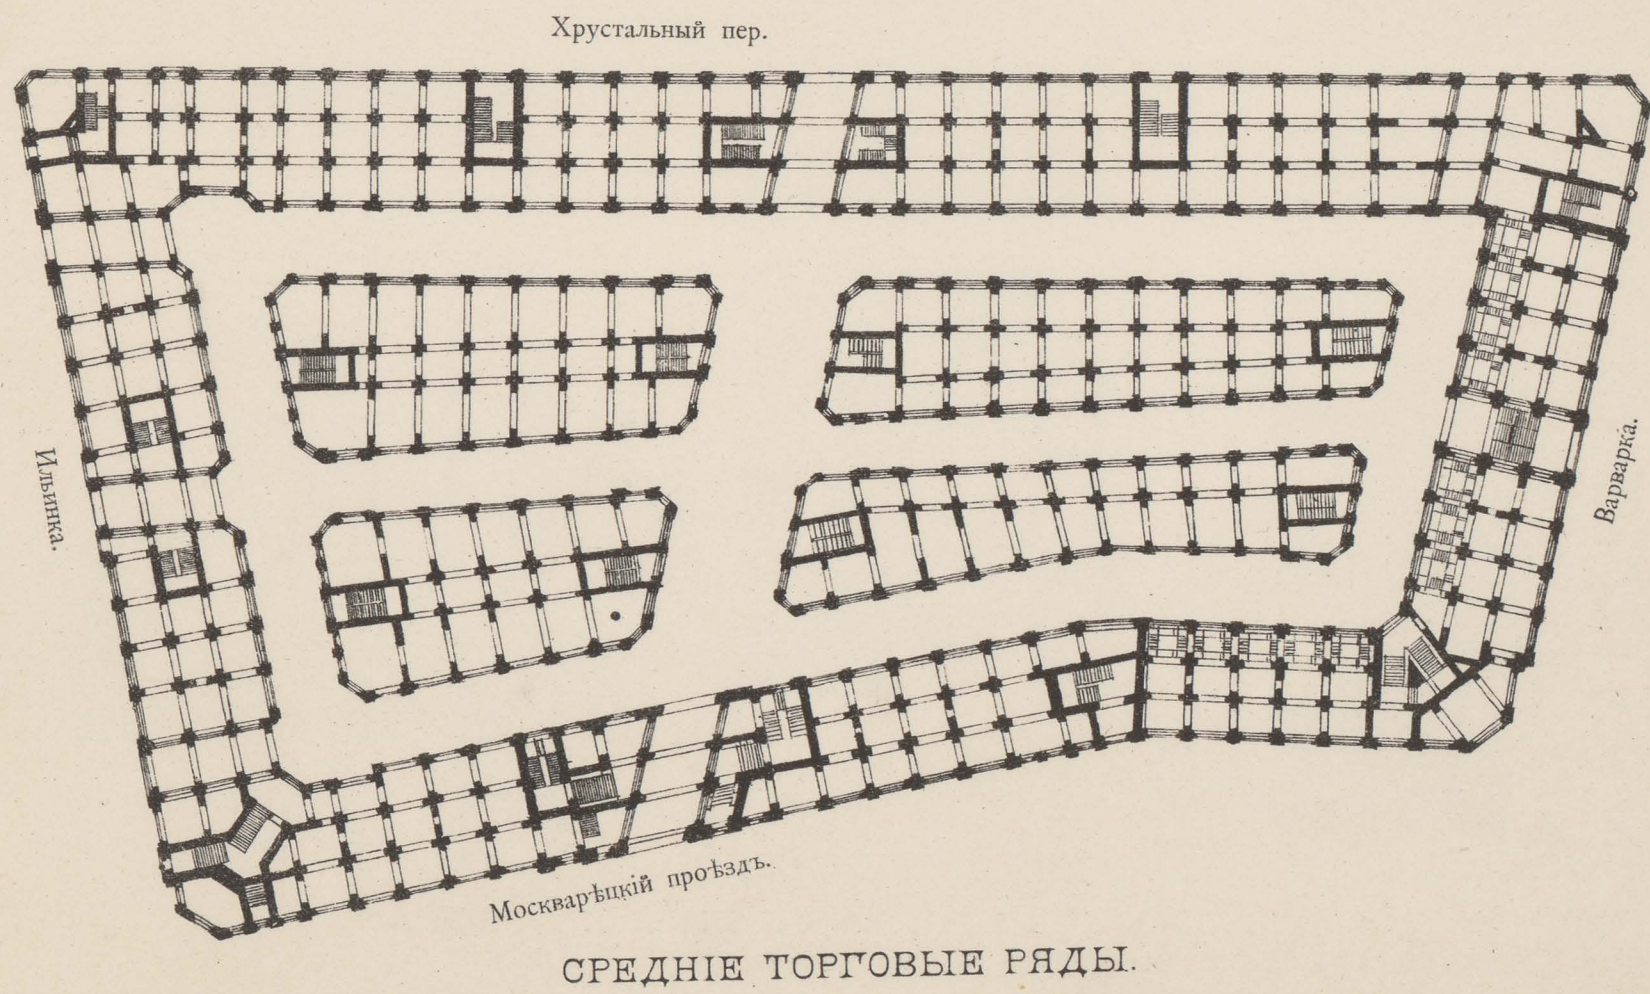 Хрустальный пер.
Ильинка.
Варварка.
Москварѣцкій проѣздъ.
СРЕДНІЕ ТОРГОВЫЕ РЯДЫ.